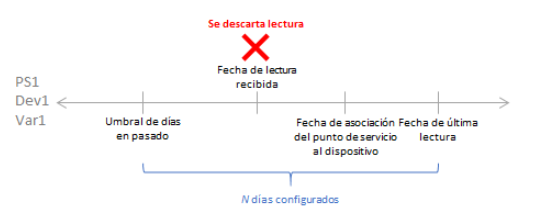 Se descarta lectura
Fecha de lectura
recibida
PS1
Dev1
Var1
Umbral de días
en pasado
Fecha de asociación
del punto de servicio
al dispositivo
Fecha de última
lectura
N días configurados